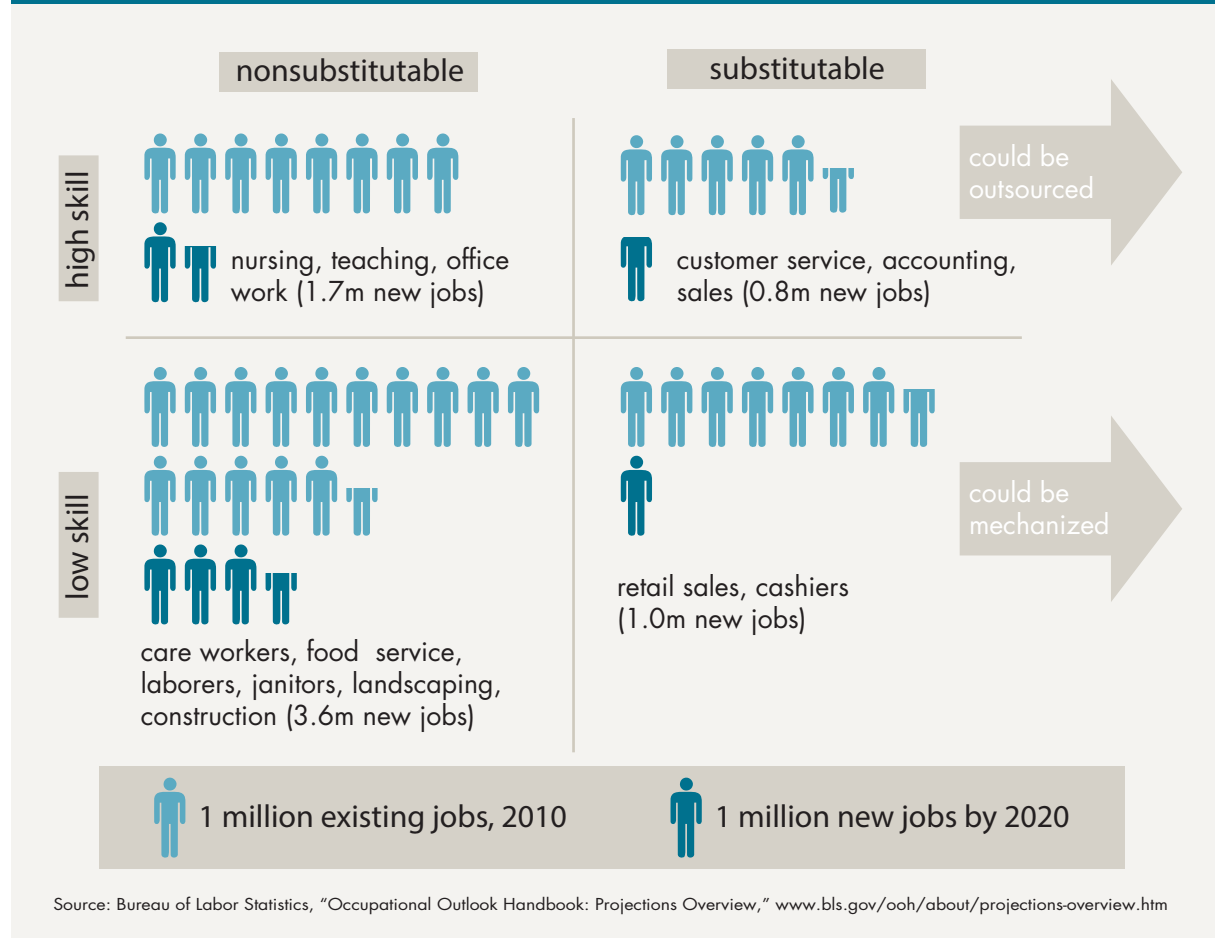 nonsubstitutable
substitutable
high skill
could be
outsourced
nursing, teaching, office
work (1.7m new jobs)
customer service, accounting,
sales (0.8m new jobs)
low skill
could be
mechanized
care workers, food  service,
laborers, janitors, landscaping,
construction (3.6m new jobs)
retail sales, cashiers
(1.0m new jobs)
1 million existing jobs, 2010
1 million new jobs by 2020
Source: Bureau of Labor Statistics, “Occupational Outlook Handbook: Projections Overview,” www.bls.gov/ooh/about/projections-overview.htm